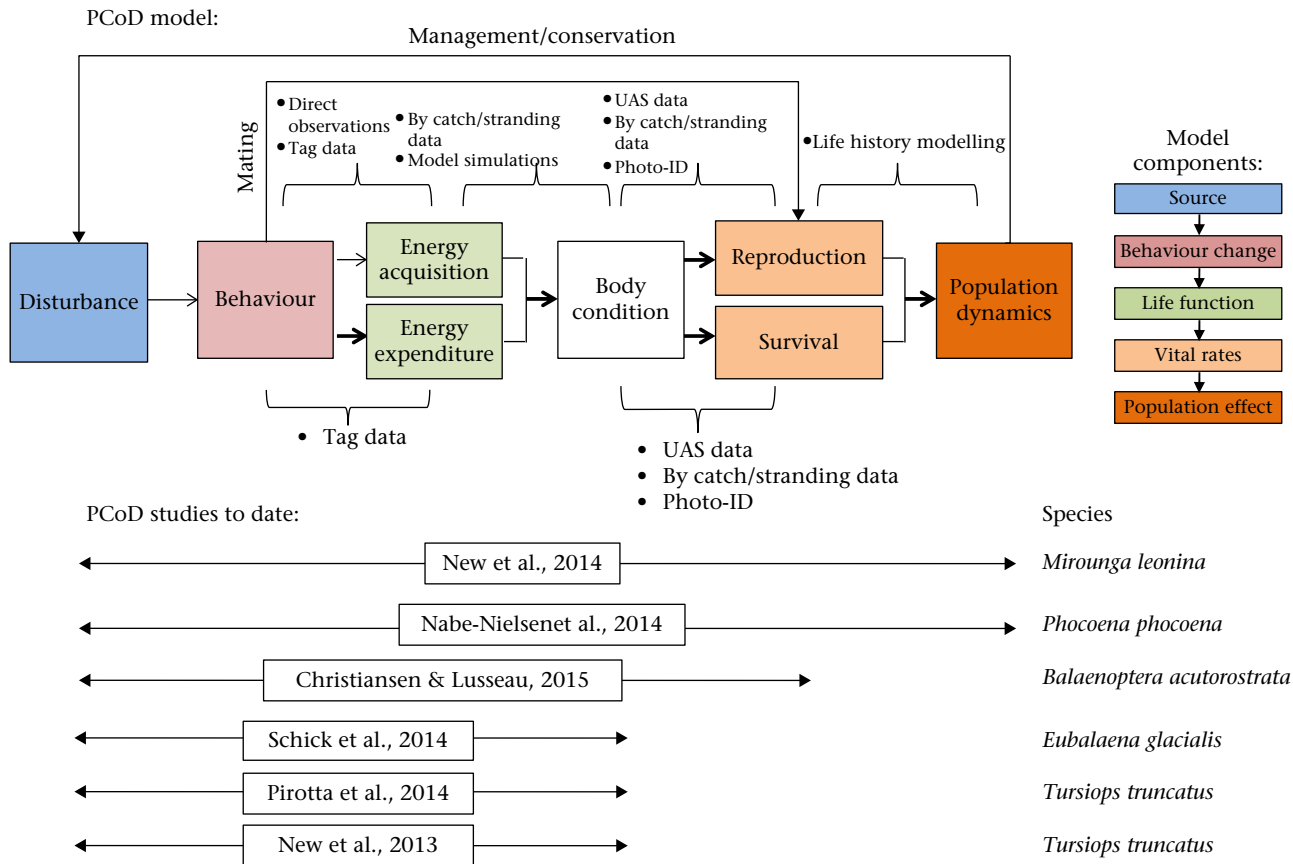 PCoD model:
Management/conservation
Mating
• Direct
observations
• Tag data
• By catch/stranding
data
• Model simulations
• UAS data
• By catch/stranding
data
• Photo-ID
• Life history modelling
Disturbance
Behaviour
Energy
acquisition
Energy
expenditure
Body
condition
Reproduction
Survival
Population
dynamics
• Tag data
• UAS data
• By catch/stranding data
• Photo-ID
Model
components:
Source
Behaviour change
Life function
Vital rates
Population effect
PCoD studies to date:
Species
New et al., 2014
Mirounga leonina
Nabe-Nielsenet al., 2014
Phocoena phocoena
Christiansen & Lusseau, 2015
Balaenoptera acutorostrata
Schick et al., 2014
Eubalaena glacialis
Pirotta et al., 2014
Tursiops truncatus
New et al., 2013
Tursiops truncatus